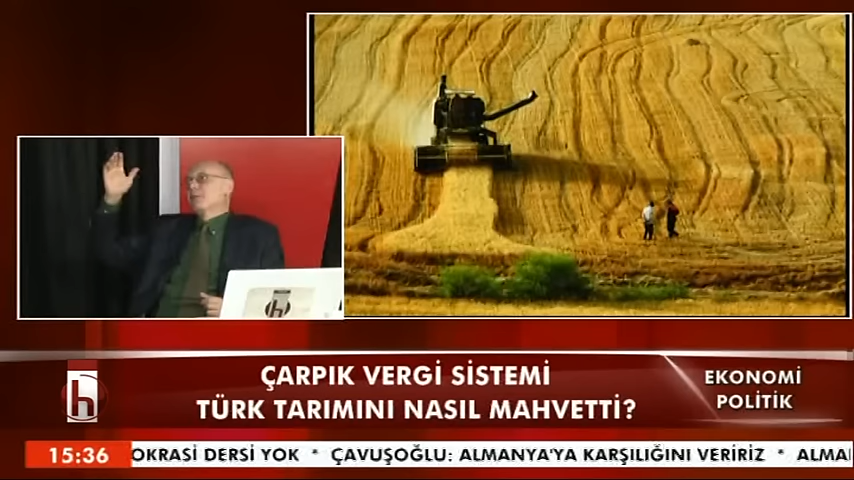 ÇARPIK VERGİ SİSTEMİ
TÜRK TARIMINI NASIL MAHVETTİ?
EKONOMİ
POLİTİK
h
h
15:36
OKRASİ DERSİ YOK * ÇAVUŞOĞLU: ALMANYA'YA KARŞILIĞINI VERİRİZ * ALMA